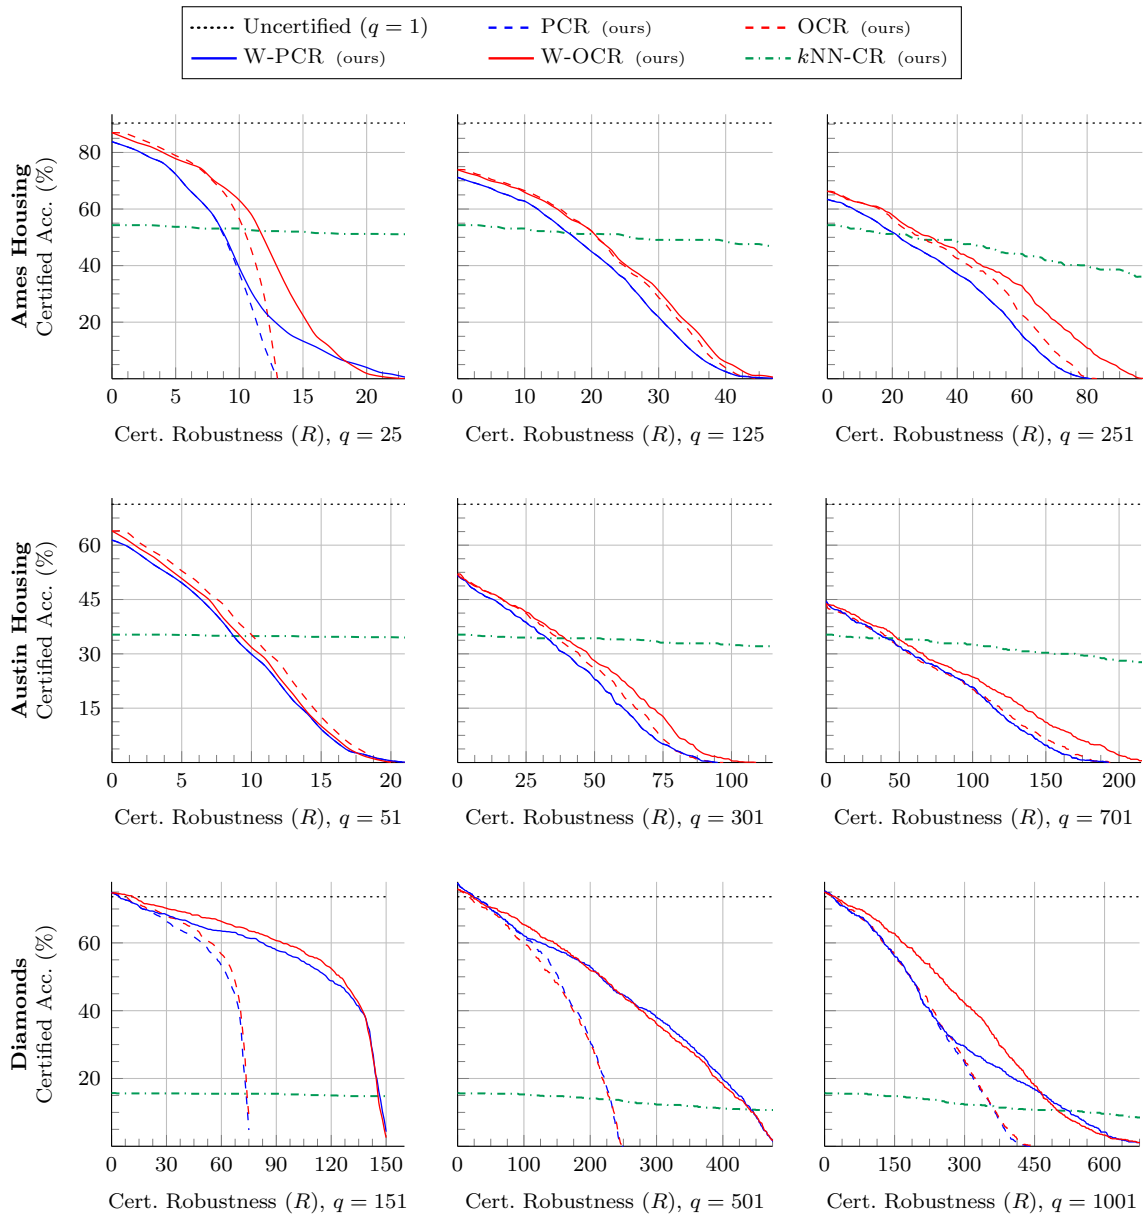 Uncertified (q = 1) PCR (ours) OCR (ours)
W-PCR (ours) W-OCR (ours) kNN-CR (ours)
Ames Housing
Certified Acc. (%)
80
60
40
20
0 5 10 15 20
Cert. Robustness (R), q = 25
0 10 20 30 40
Cert. Robustness (R), q = 125
0 20 40 60 80
Cert. Robustness (R), q = 251
Austin Housing
Certified Acc. (%)
60
45
30
15
0 5 10 15 20
Cert. Robustness (R), q = 51
0 25 50 75 100
Cert. Robustness (R), q = 301
0 50 100 150 200
Cert. Robustness (R), q = 701
Diamonds
Certified Acc. (%)
60
40
20
0 30 60 90 120 150
Cert. Robustness (R), q = 151
0 100 200 300 400
Cert. Robustness (R), q = 501
0 150 300 450 600
Cert. Robustness (R), q = 1001